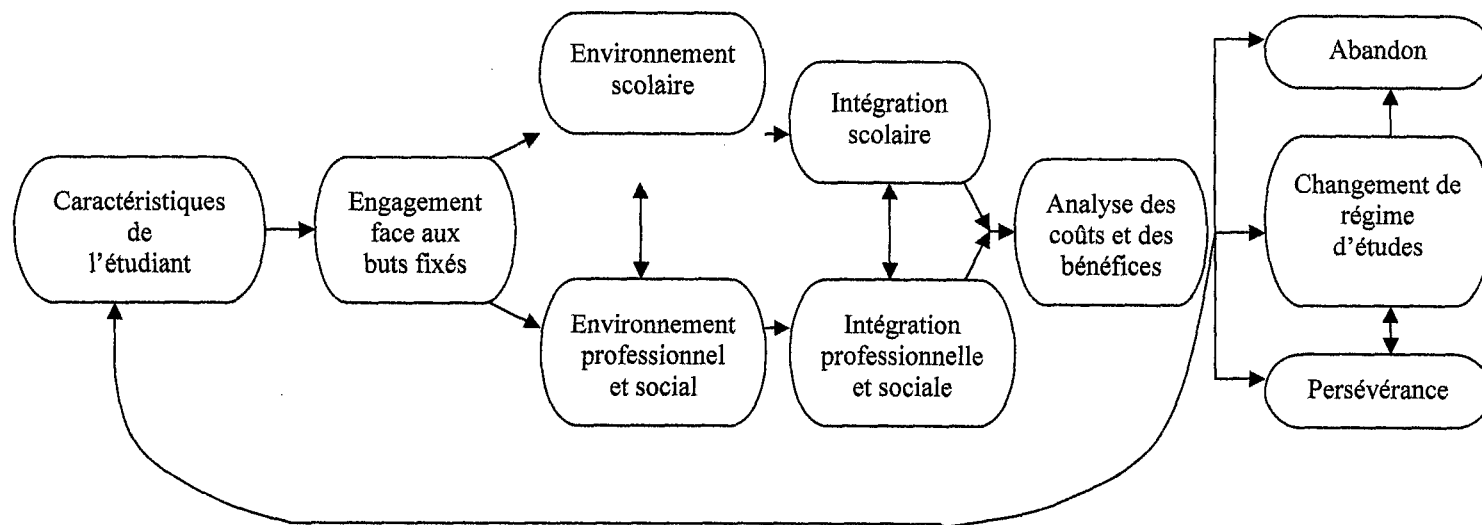 Caractéristiques
de
l'étudiant
Engagement
face aux
buts fixés
Environnement
scolaire
Environnement
professionnel
et social
Intégration
scolaire
Intégration
professionnelle
et sociale
Analyse des
coûts et des
bénéfices
Abandon
Changement de
régime
d'études
Persévérance